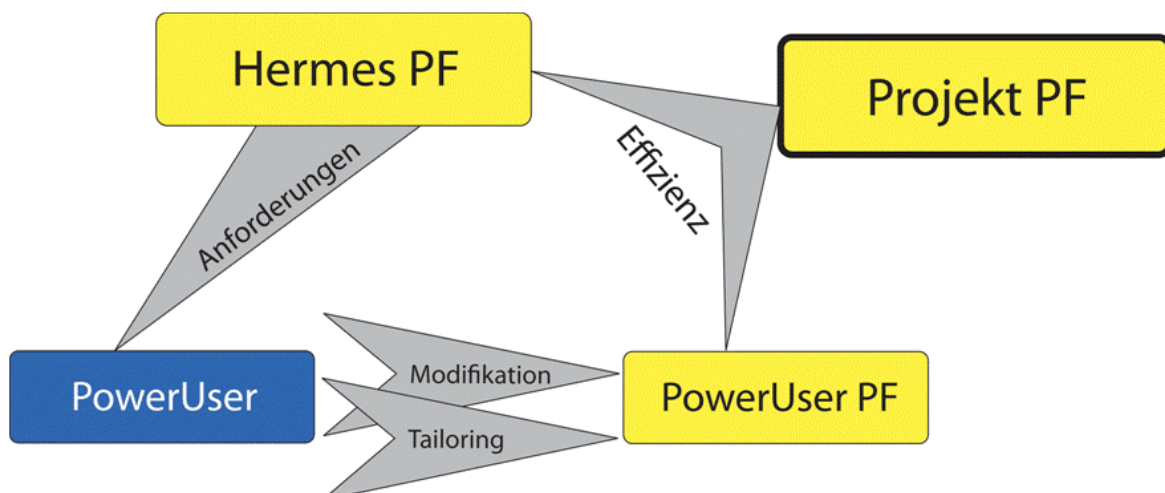 Hermes PF
Projekt PF
Anforderungen
Effizienz
PowerUser
Modifikation
Tailoring
PowerUser PF